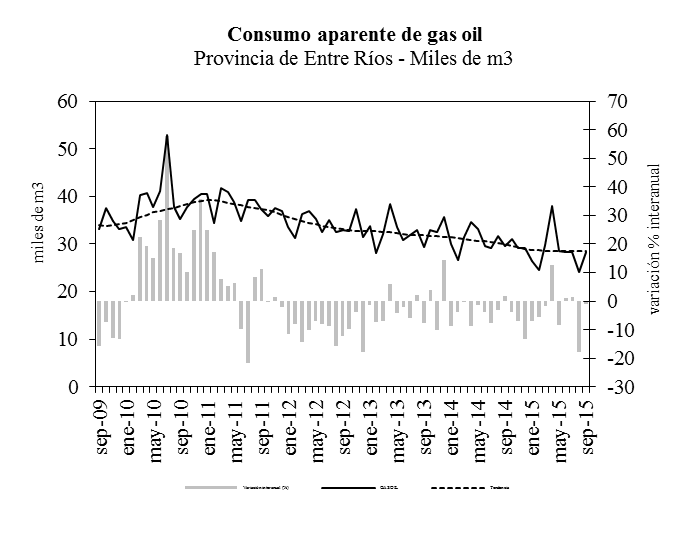 Consumo aparente de gas oil
Provincia de Entre Ríos - Miles de m3
miles de m3
60
50
40
30
20
10
0
variación % interanual
70
60
50
40
30
20
10
0
-10
-20
-30
sep-09
ene-10
may-10
sep-10
ene-11
may-11
sep-11
ene-12
may-12
sep-12
ene-13
may-13
sep-13
ene-14
may-14
sep-14
ene-15
may-15
sep-15
Variación interanual (%)
GAS OIL
Tendencia